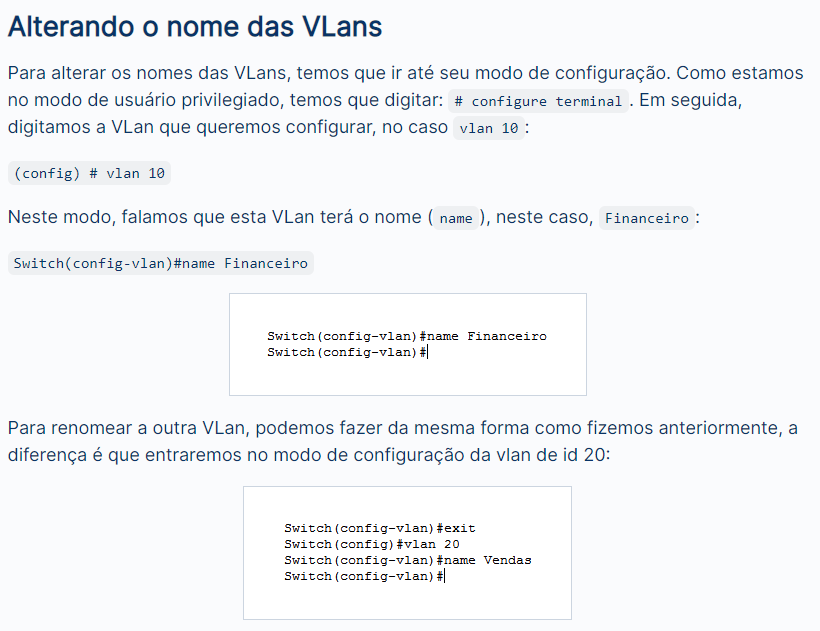 Alterando o nome das VLans
Para alterar os nomes das VLans, temos que ir até seu modo de configuração. Como estamos
no modo de usuário privilegiado, temos que digitar: # configure terminal . Em seguida,
digitamos a VLan que queremos configurar, no caso vlan 10 :
(config) # vlan 10
Neste modo, falamos que esta VLan terá o nome ( name ), neste caso, Financeiro :
Switch(config-vlan)#name Financeiro
Switch(config-vlan)#name Financeiro
Switch(config-vlan)#
Para renomear a outra VLan, podemos fazer da mesma forma como fizemos anteriormente, a
diferença é que entraremos no modo de configuração da vlan de id 20:
Switch(config-vlan)#exit
Switch(config)#vlan 20
Switch(config-vlan)#name Vendas
Switch(config-vlan)#